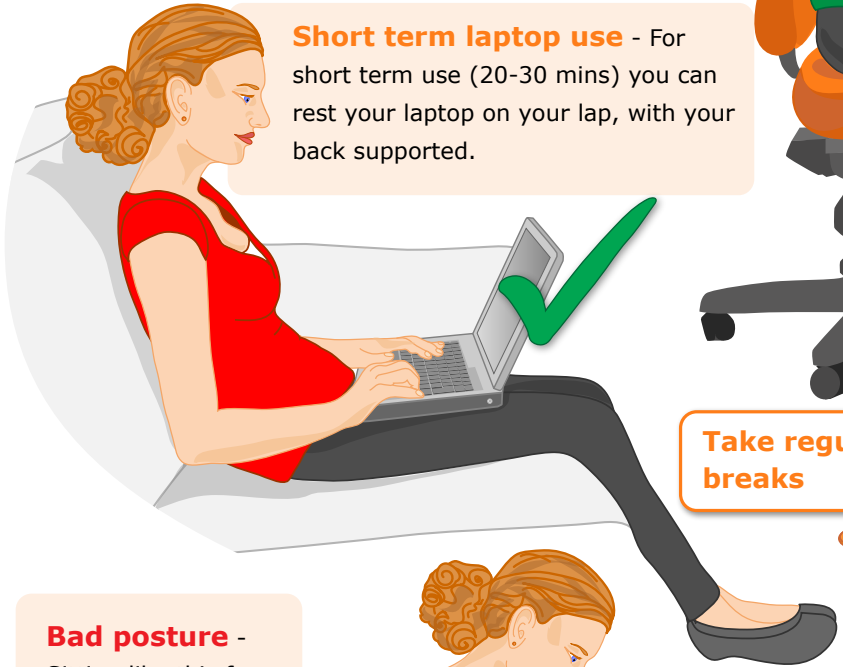 Short term laptop use - For
short term use (20-30 mins) you can
rest your laptop on your lap, with your
back supported.
Take
breaks
Bad posture -